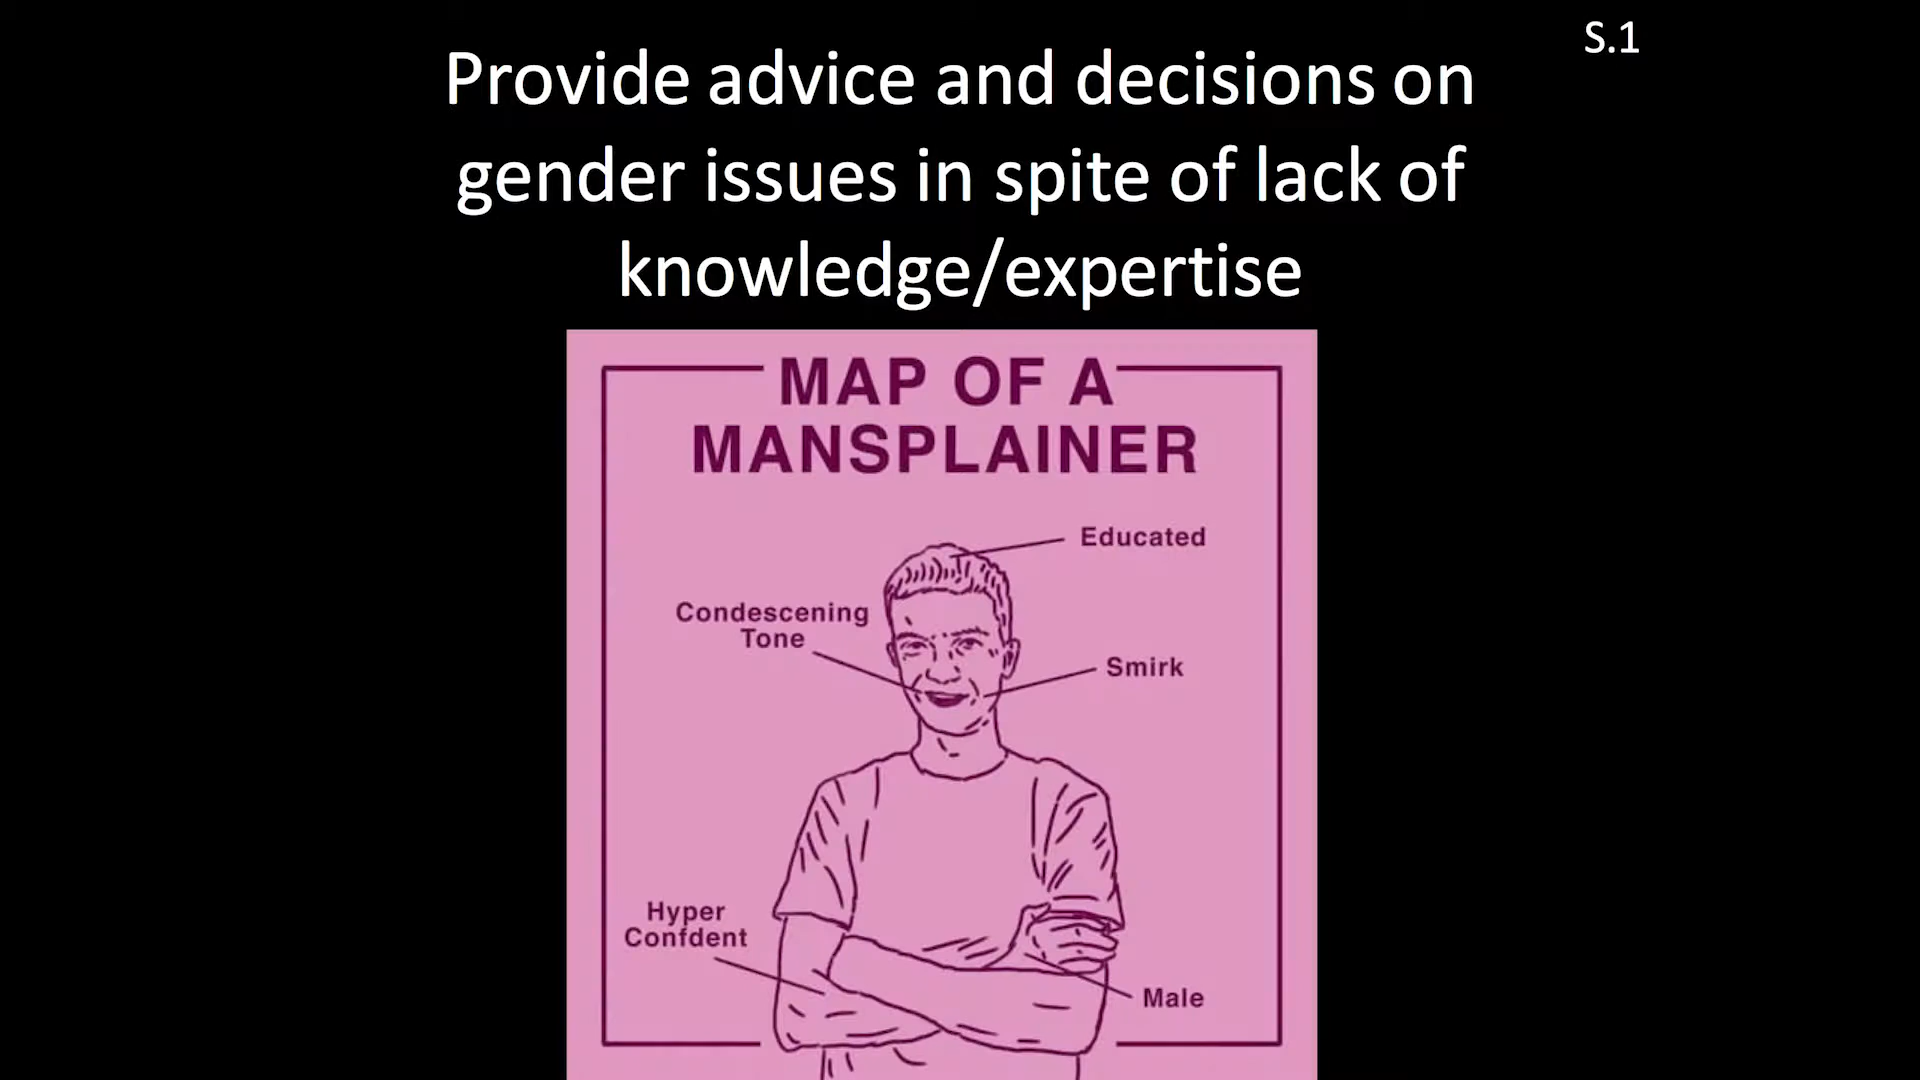 S.1
Provide advice and decisions on
gender issues in spite of lack of
knowledge/expertise
MAP OF A
MANSPLAINER
Educated
Condescening
Tone
Smirk
Hyper
Confdent
Male